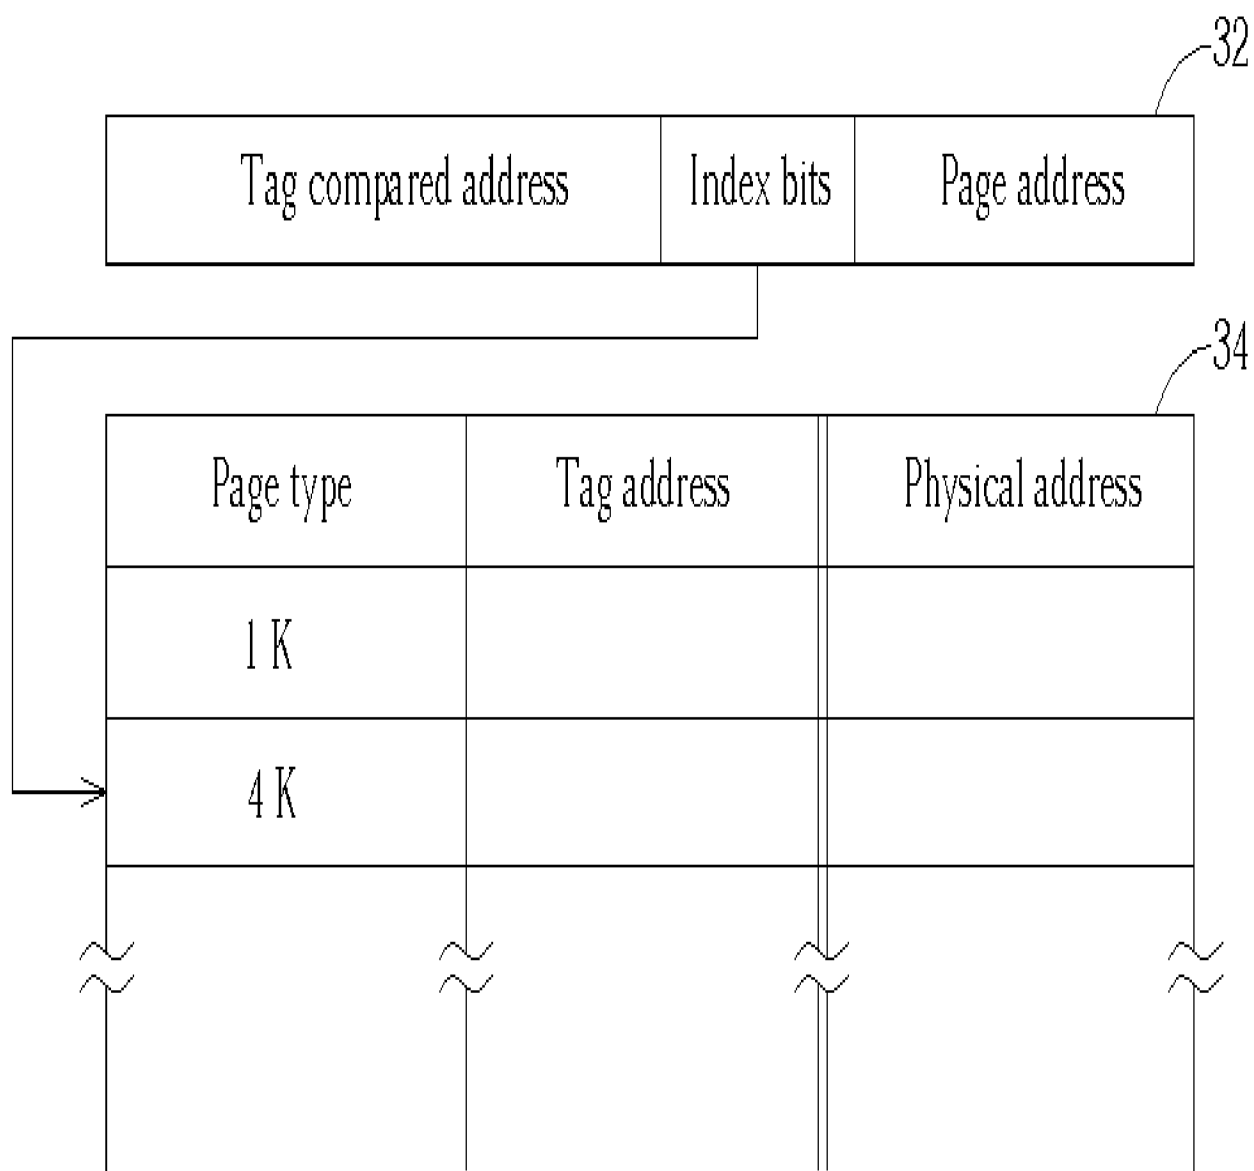 32
Tag compared address Index bits Page address
34
Page type Tag address Physical address
1 K
4 K